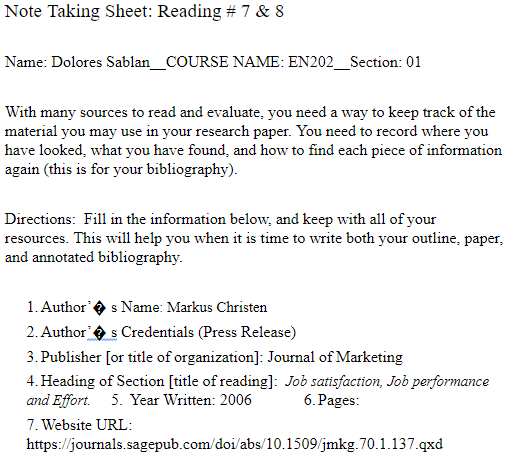 Note Taking Sheet: Reading # 7 & 8
Name: Dolores Sablan__COURSE NAME: EN202__Section: 01
With many sources to read and evaluate, you need a way to keep track of the
material you may use in your research paper. You need to record where you
have looked, what you have found, and how to find each piece of information
again (this is for your bibliography).
Directions:  Fill in the information below, and keep with all of your
resources. This will help you when it is time to write both your outline, paper,
and annotated bibliography.
1. Author’� s Name: Markus Christen
2. Author’� s Credentials (Press Release)
3. Publisher [or title of organization]: Journal of Marketing
4. Heading of Section [title of reading]:  Job satisfaction, Job performance
and Effort.    5.  Year Written: 2006    6. Pages:
7. Website URL:
https://journals.sagepub.com/doi/abs/10.1509/jmkg.70.1.137.qxd